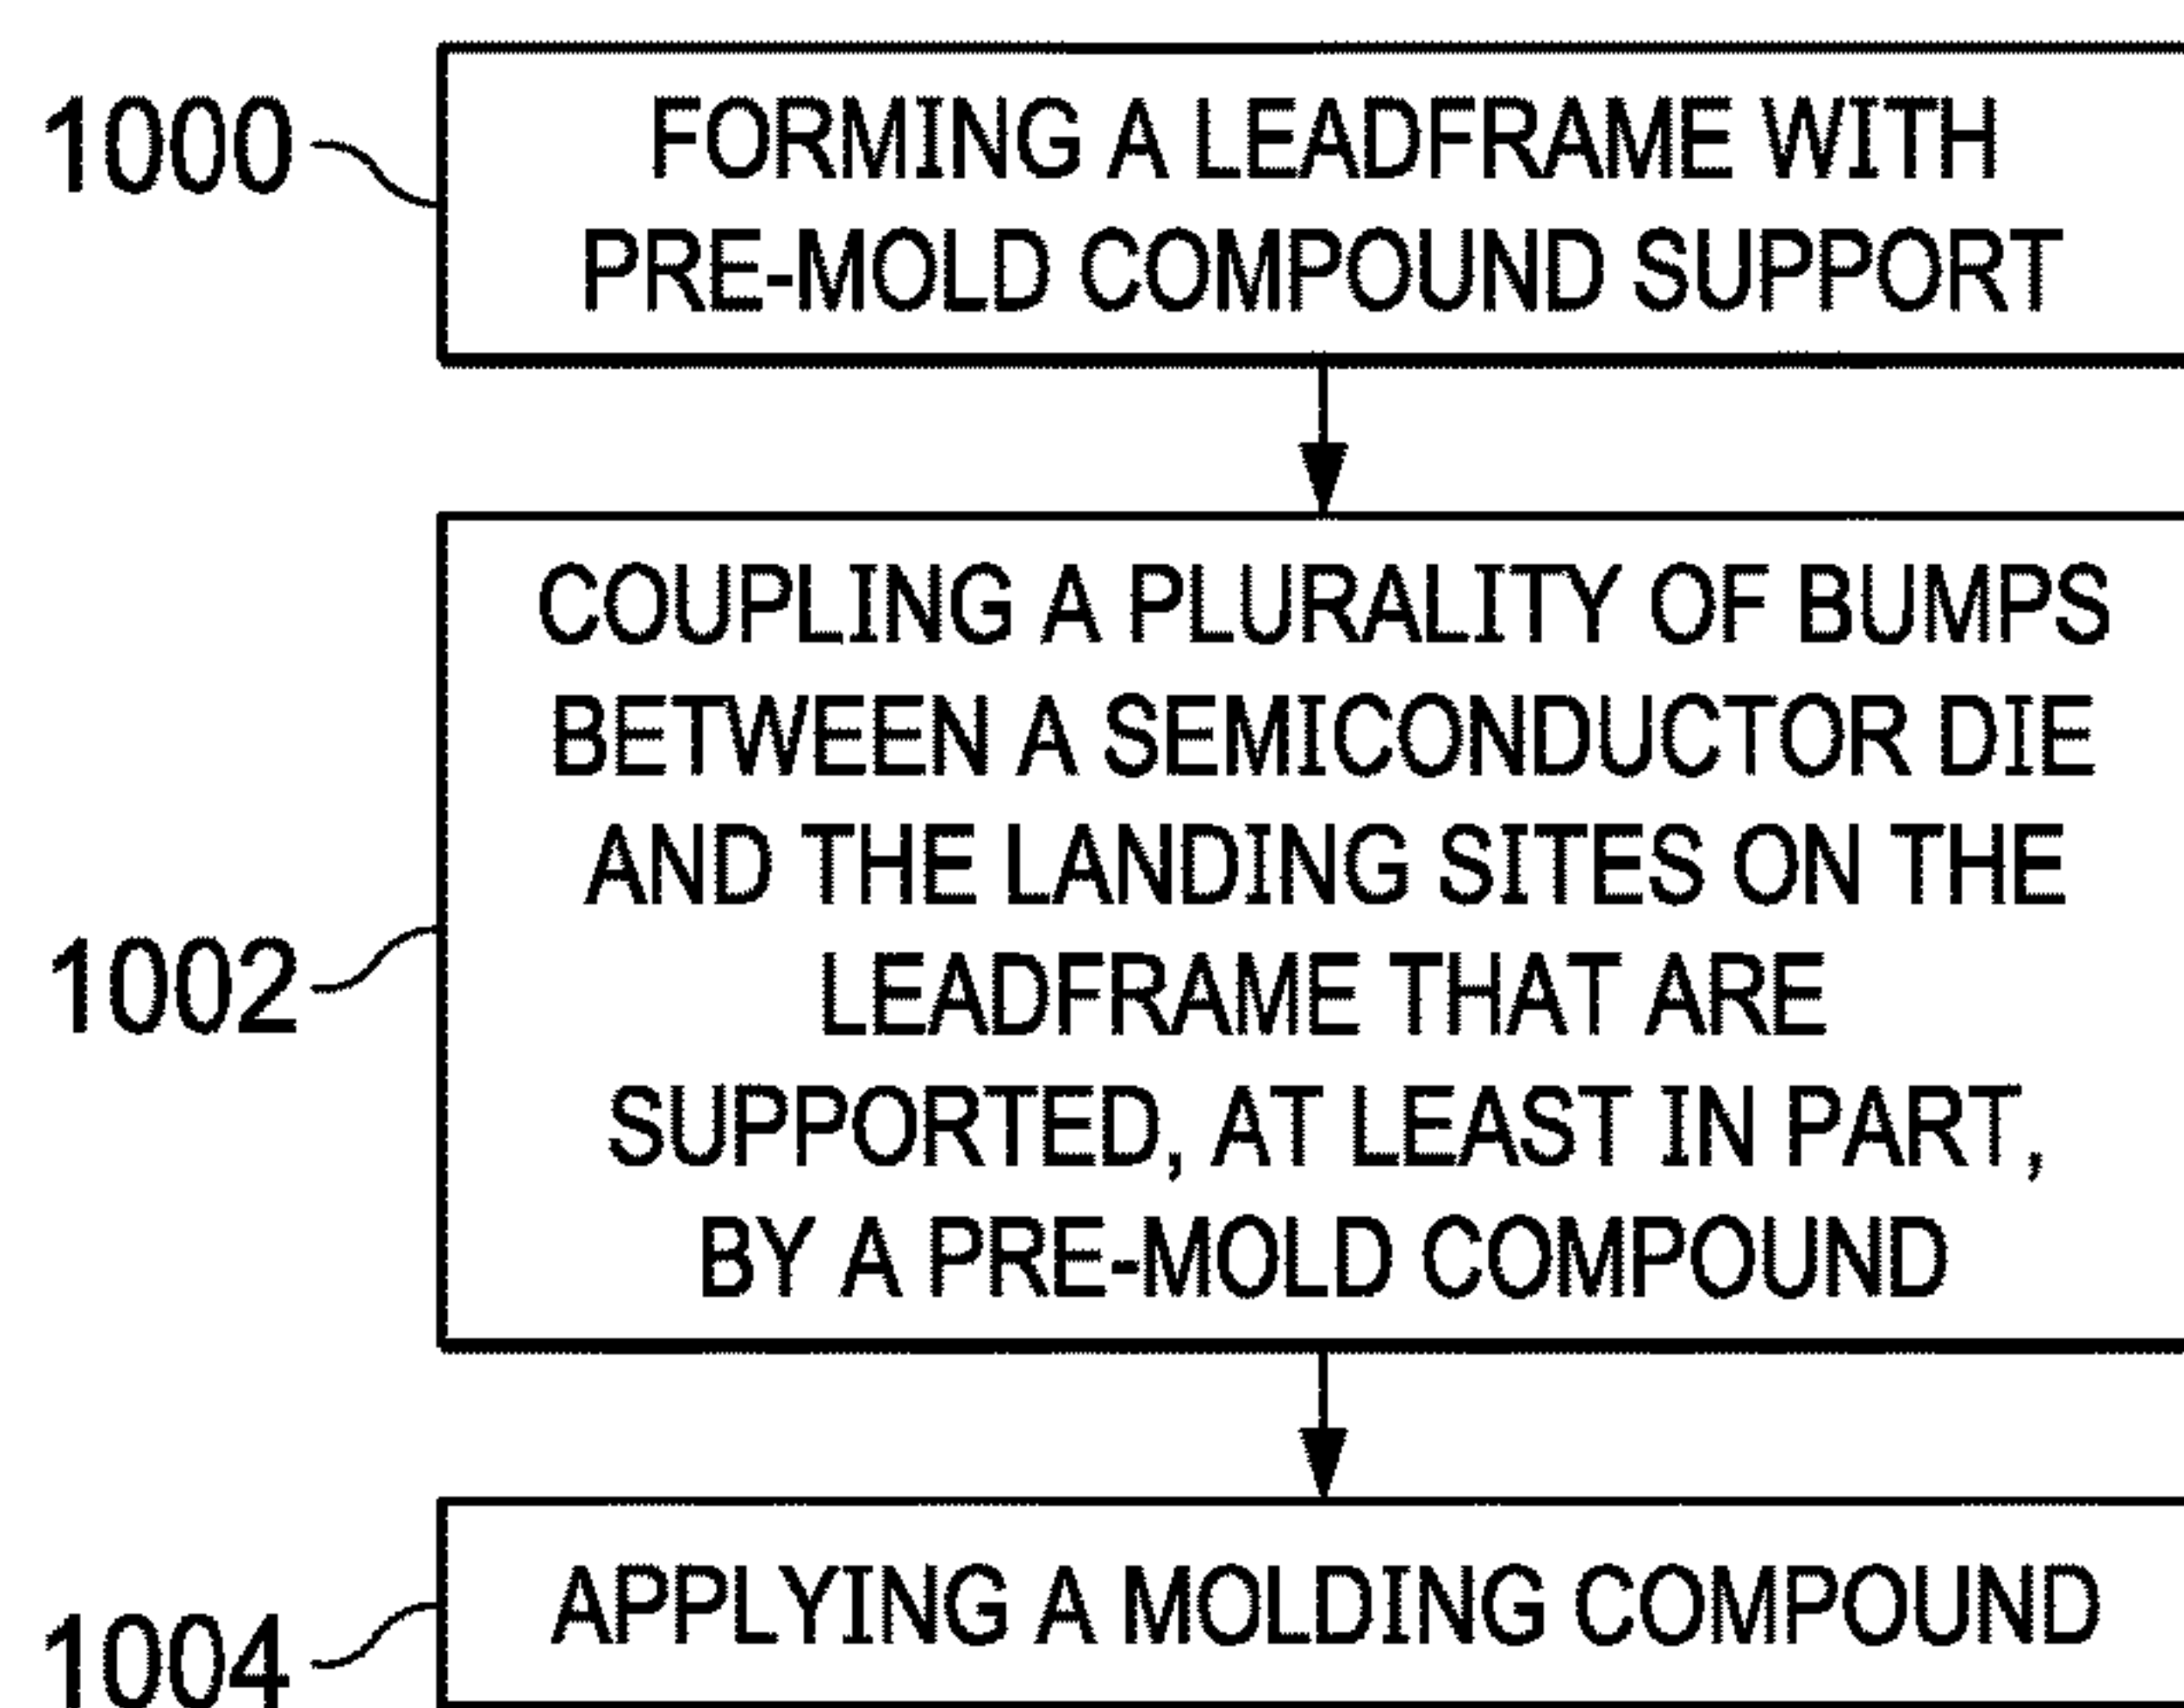 1000
FORMING A LEADFRAME WITH
PRE-MOLD COMPOUND SUPPORT
1002
COUPLING A PLURALITY OF BUMPS
BETWEEN A SEMICONDUCTOR DIE
AND THE LANDING SITES ON THE
LEADFRAME THAT ARE
SUPPORTED, AT LEAST IN PART,
BY A PRE-MOLD COMPOUND
1004
APPLYING A MOLDING COMPOUND